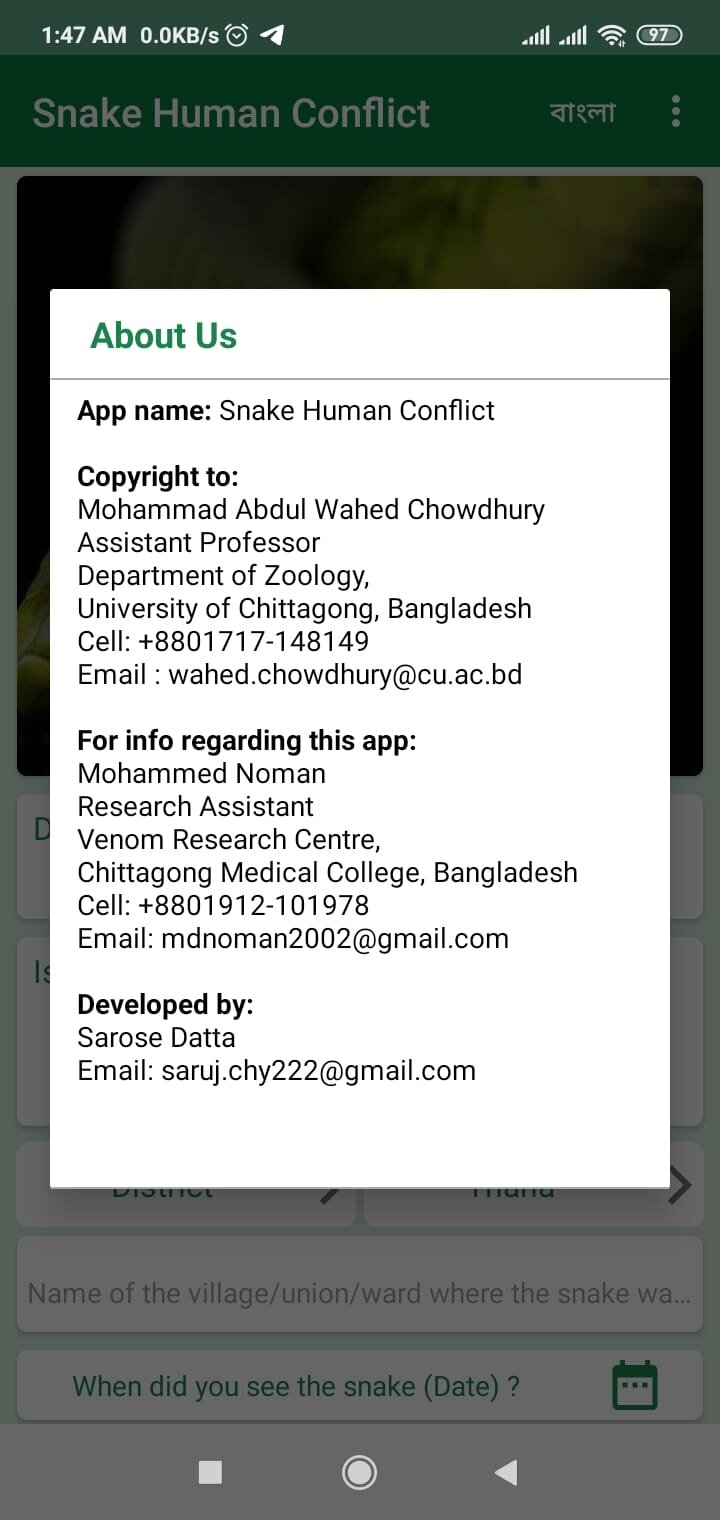 1:47 AM 0.0KB/s 97
Snake Human Conflict বাংলা
About Us
App name: Snake Human Conflict
Copyright to:
Mohammad Abdul Wahed Chowdhury
Assistant Professor
Department of Zoology,
University of Chittagong, Bangladesh
Cell: +8801717-148149
Email : wahed.chowdhury@cu.ac.bd
For info regarding this app:
Mohammed Noman
Research Assistant
Venom Research Centre,
Chittagong Medical College, Bangladesh
Cell: +8801912-101978
Email: mdnoman2002@gmail.com
Developed by:
Sarose Datta
Email: saruj.chy222@gmail.com
District Thana
Name of the village/union/ward where the snake wa...
When did you see the snake (Date) ?